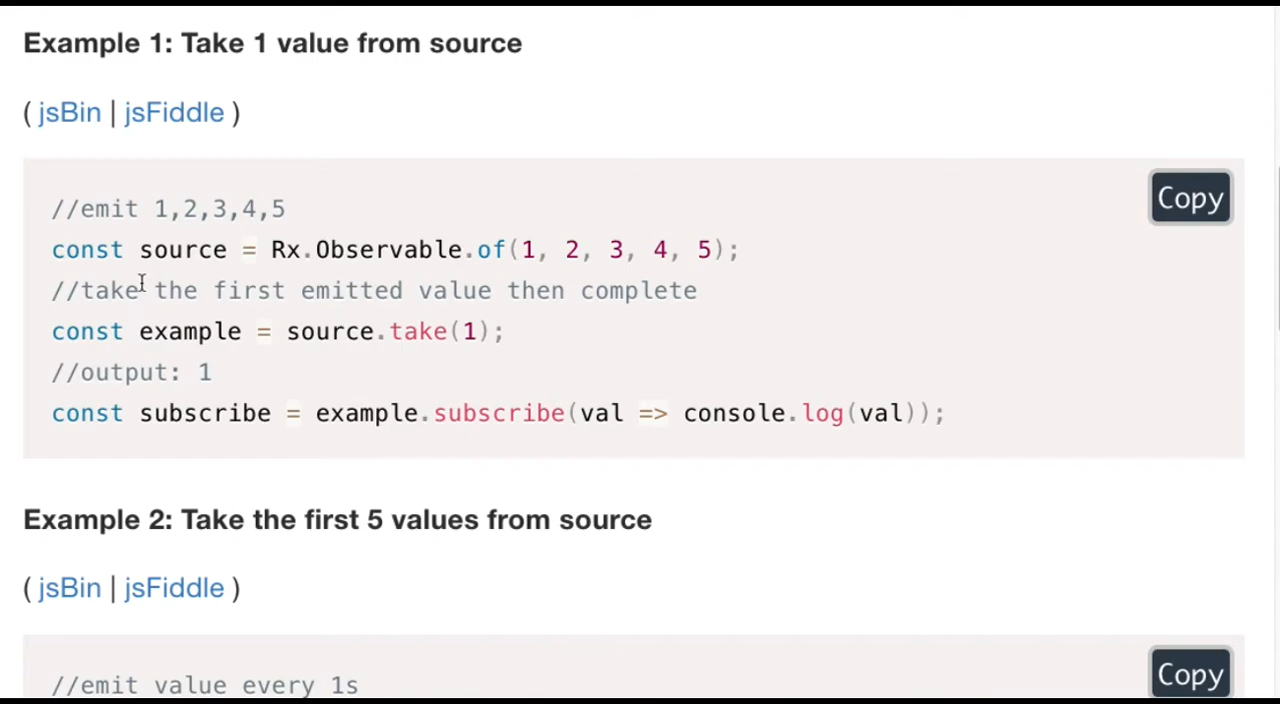 Example 1: Take 1 value from source
( jsBin | jsFiddle )
Copy
//emit 1,2,3,4,5
const source = Rx.Observable.of(1, 2, 3, 4, 5);
//take the first emitted value then complete
const example = source.take(1);
//output: 1
const subscribe = example.subscribe(val => console.log(val));
Example 2: Take the first 5 values from source
( jsBin | jsFiddle )
Copy
//emit value every 1s